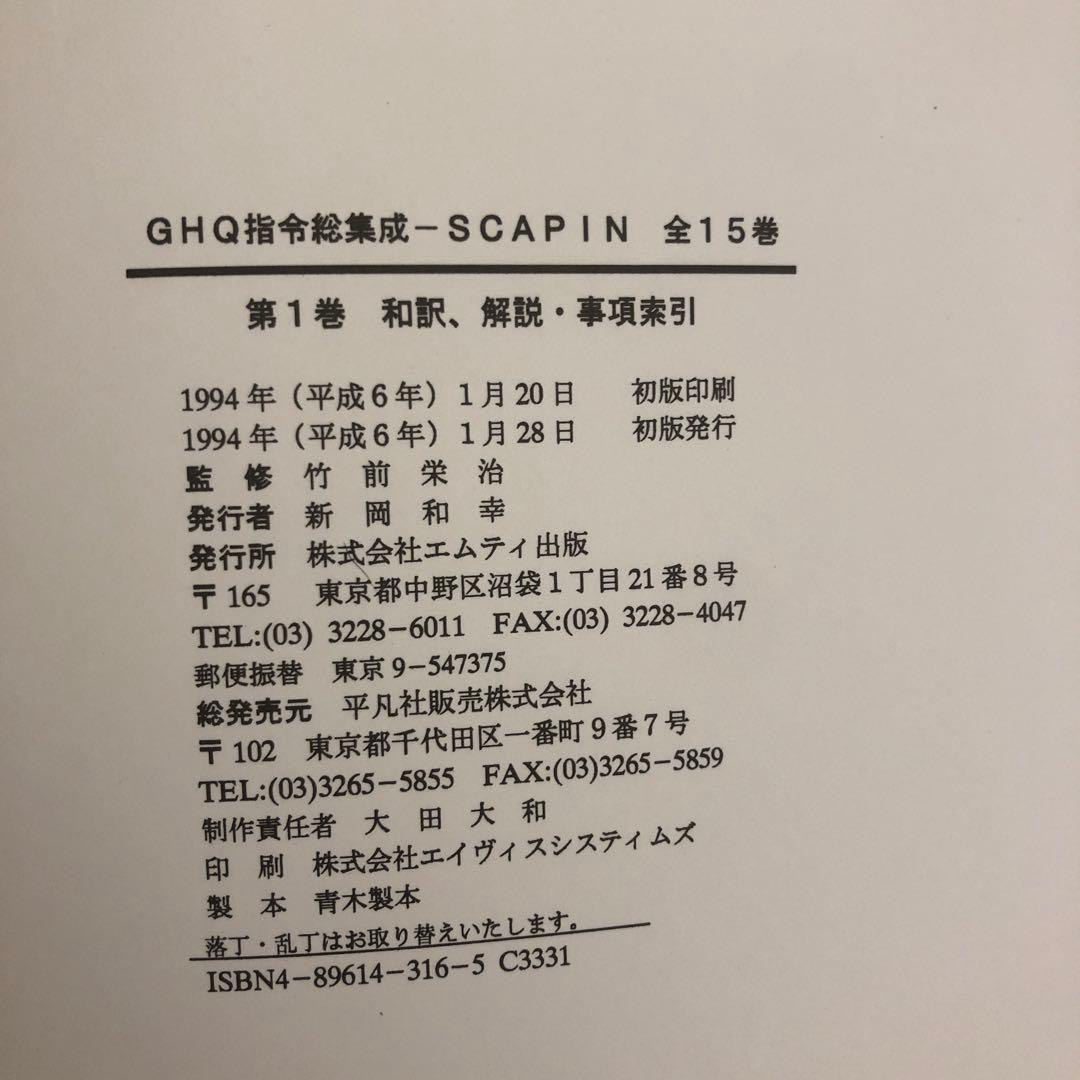 GHQ指令総集成−SCAPIN 全15巻
第1巻 和訳、解説・事項索引
1994年（平成6年）1月20日 初版印刷
1994年（平成6年）1月28日 初版発行
監 修 竹 前 栄 治
発行者 新 岡 和 幸
発行所 株式会社エムティ出版
〒165 東京都中野区沼袋1丁目21番8号
TEL:(03) 3228−6011 FAX:(03) 3228−4047
郵便振替 東京9−547375
総発売元 平凡社販売株式会社
〒102 東京都千代田区一番町9番7号
TEL:(03)3265−5855 FAX:(03)3265−5859
制作責任者 大 田 大 和
印 刷 株式会社エイヴィスシスティムズ
製 本 青木製本
落丁・乱丁はお取り替えいたします。
ISBN4−89614−316−5 C3331